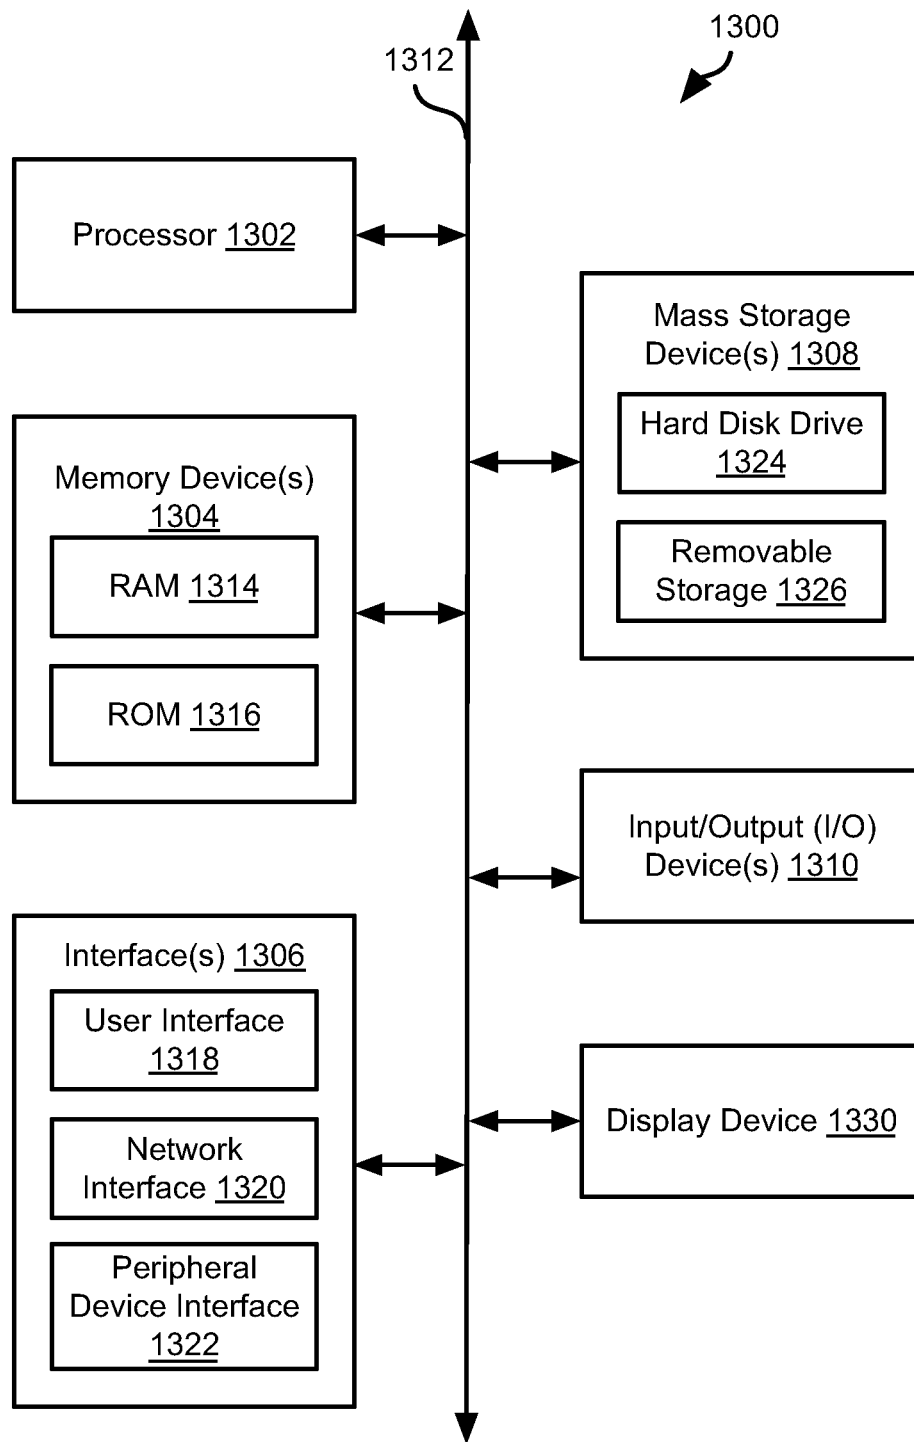 1300
1312
Processor 1302
Mass Storage
Device(s) 1308
Hard Disk Drive
1324
Removable
Storage 1326
Memory Device(s)
1304
RAM 1314
ROM 1316
Input/Output (I/O)
Device(s) 1310
Interface(s) 1306
User Interface
1318
Network
Interface 1320
Peripheral
Device Interface
1322
Display Device 1330